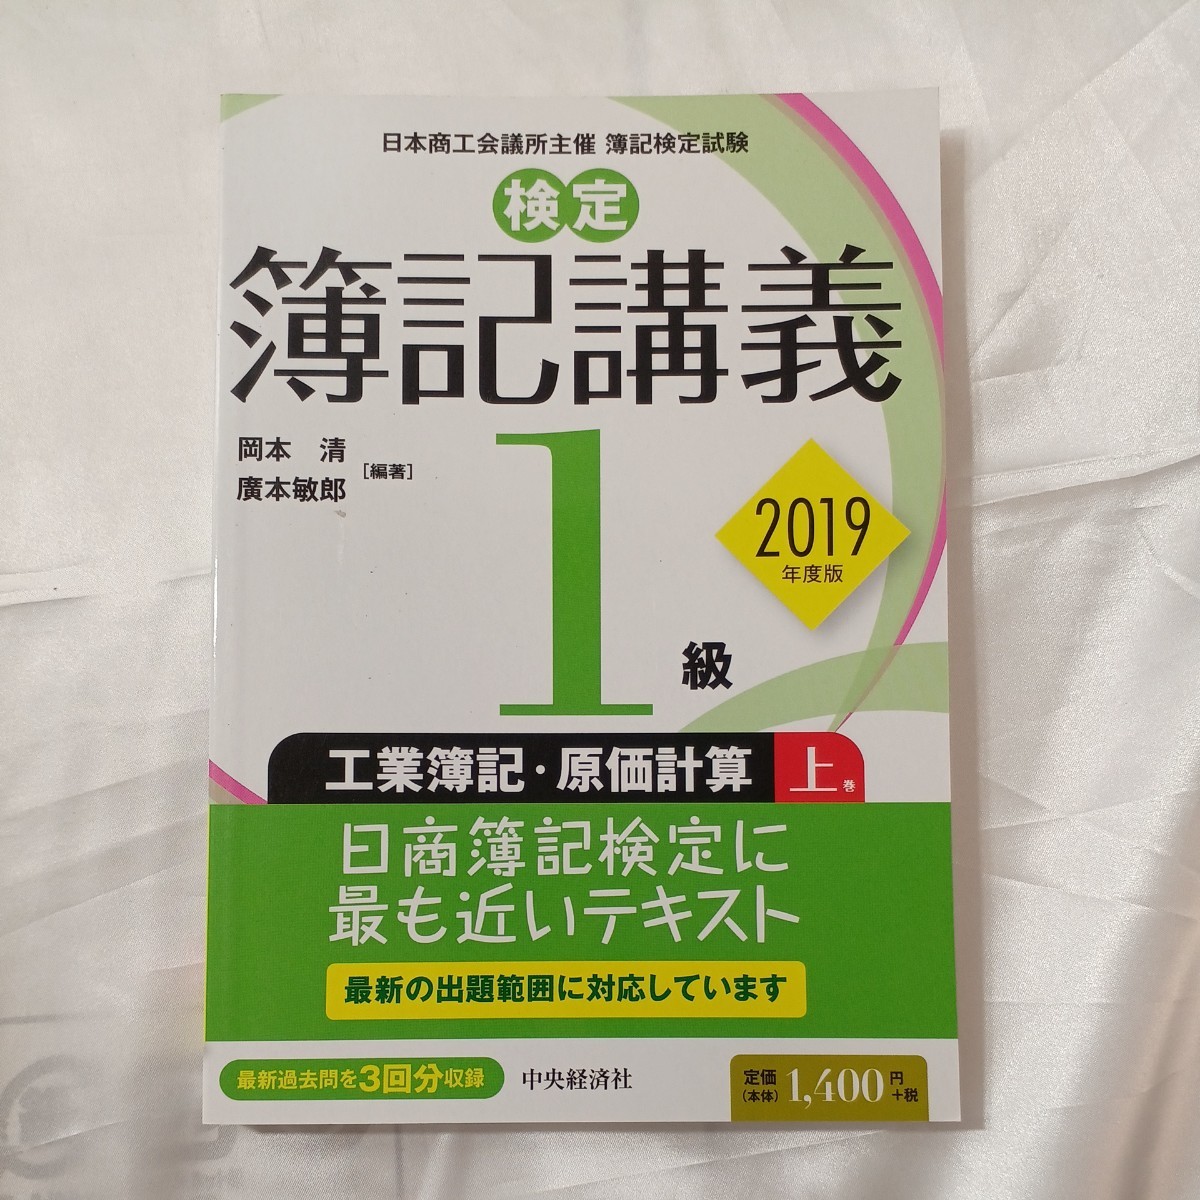 日本商工会議所主催 簿記検定試験
検定
簿記講義
岡本 清
廣本敏郎
[編著]
1級
2019
年度版
工業簿記・原価計算 上巻
日商簿記検定に
最も近いテキスト
最新の出題範囲に対応しています
最新過去問を3回分収録
中央経済社
定価
(本体)
1,400円
+税